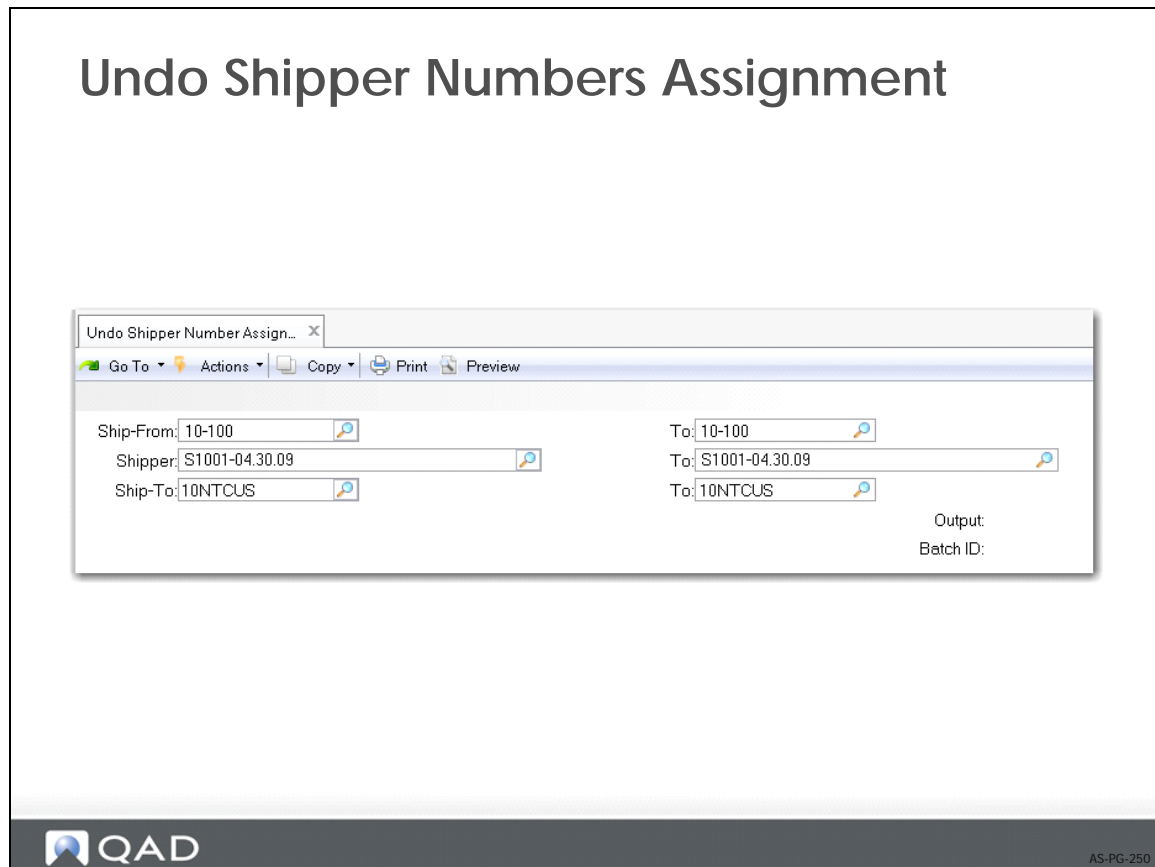 Undo Shipper Numbers Assignment
Undo Shipper Number Assign...
Go To Actions Copy Print Preview
Ship-From: 10-100 To: 10-100
Shipper: S1001-04.30.09 To: S1001-04.30.09
Ship-To: 10NTCUS To: 10NTCUS
Output:
Batch ID:
QAD
AS-PG-250